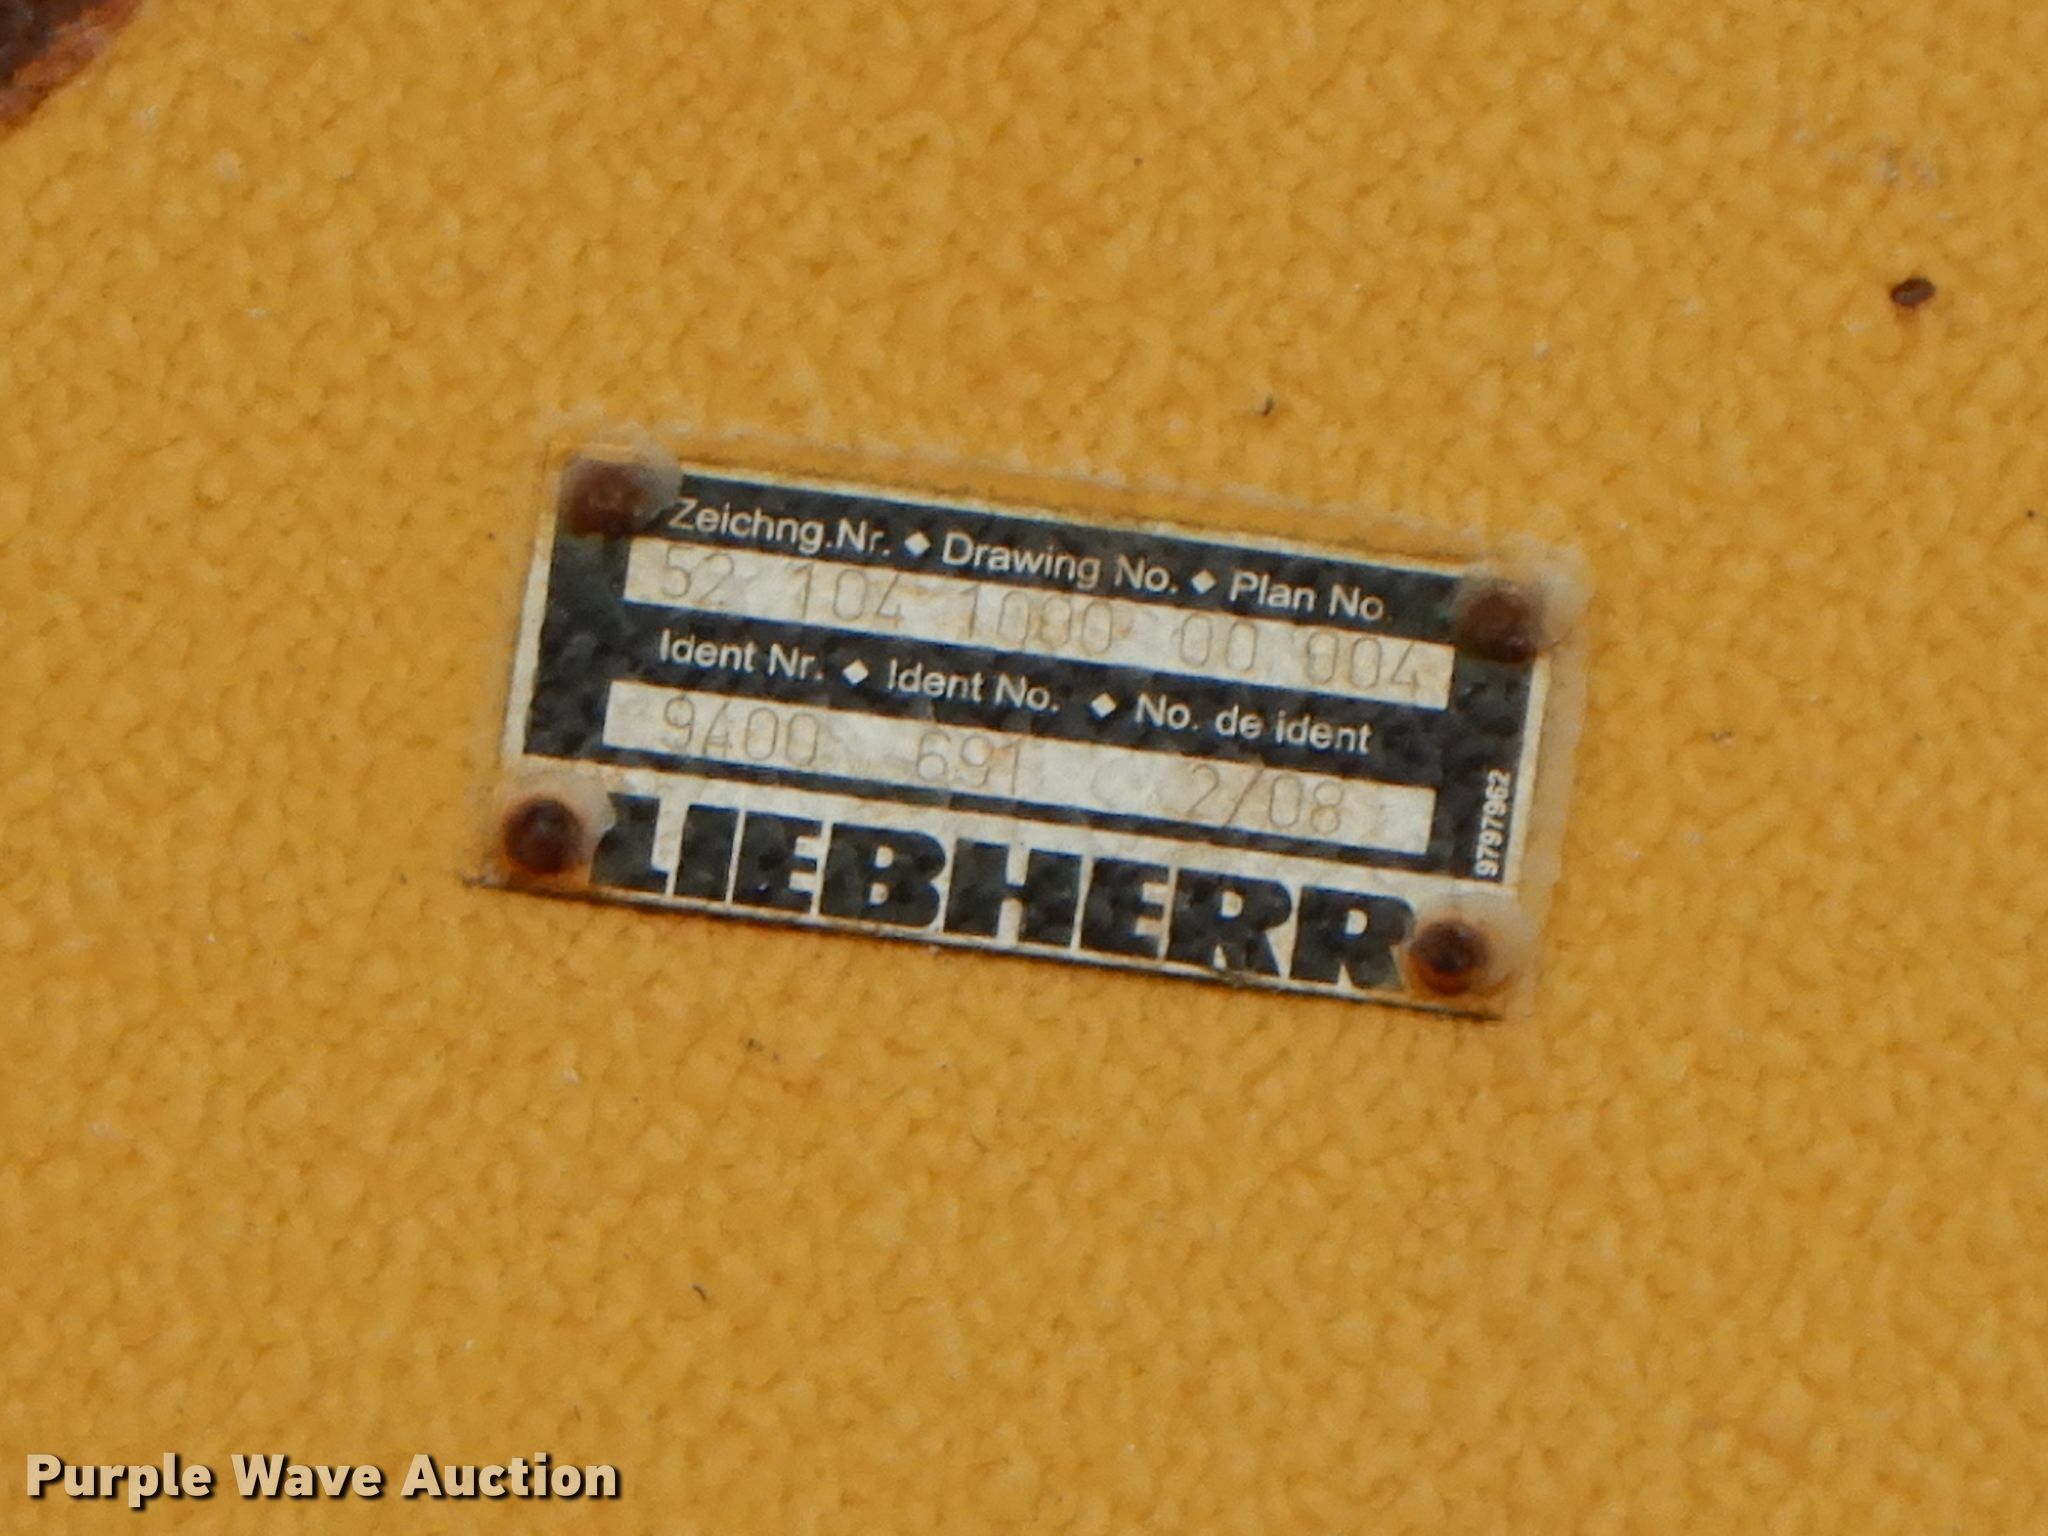 Zeichng.Nr. ◆ Drawing No. ◆ Plan No.
52 104 1000 00 004
Ident Nr. ◆ Ident No. ◆ No. de ident
9400 691 2/08
9797962
LIEBHERR
Purple Wave Auction